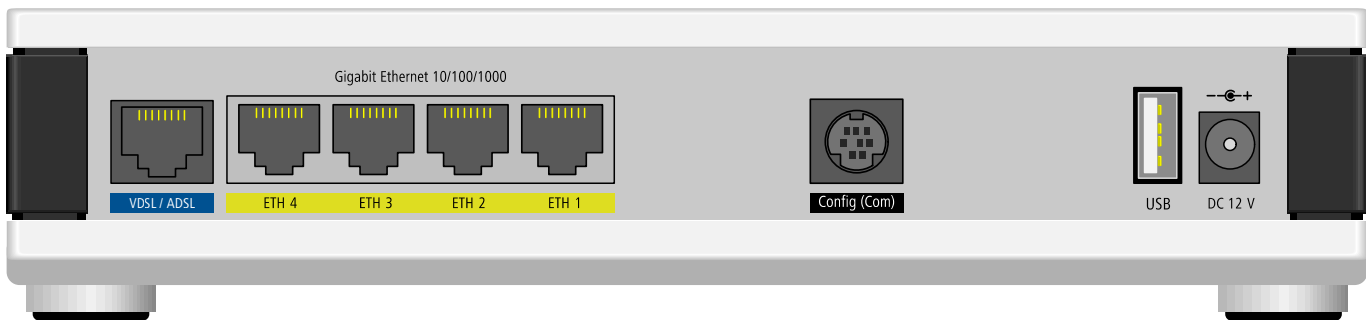 Gigabit Ethernet 10/100/1000
VDSL / ADSL
ETH 4
ETH 3
ETH 2
ETH 1
Config (Com)
USB
DC 12 V